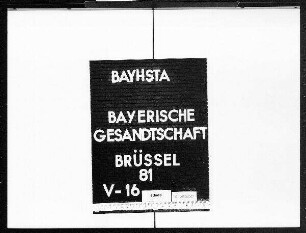 BAYHSTA
BAYERISCHE
GESANDTSCHAFT
BRÜSSEL
81
V-16